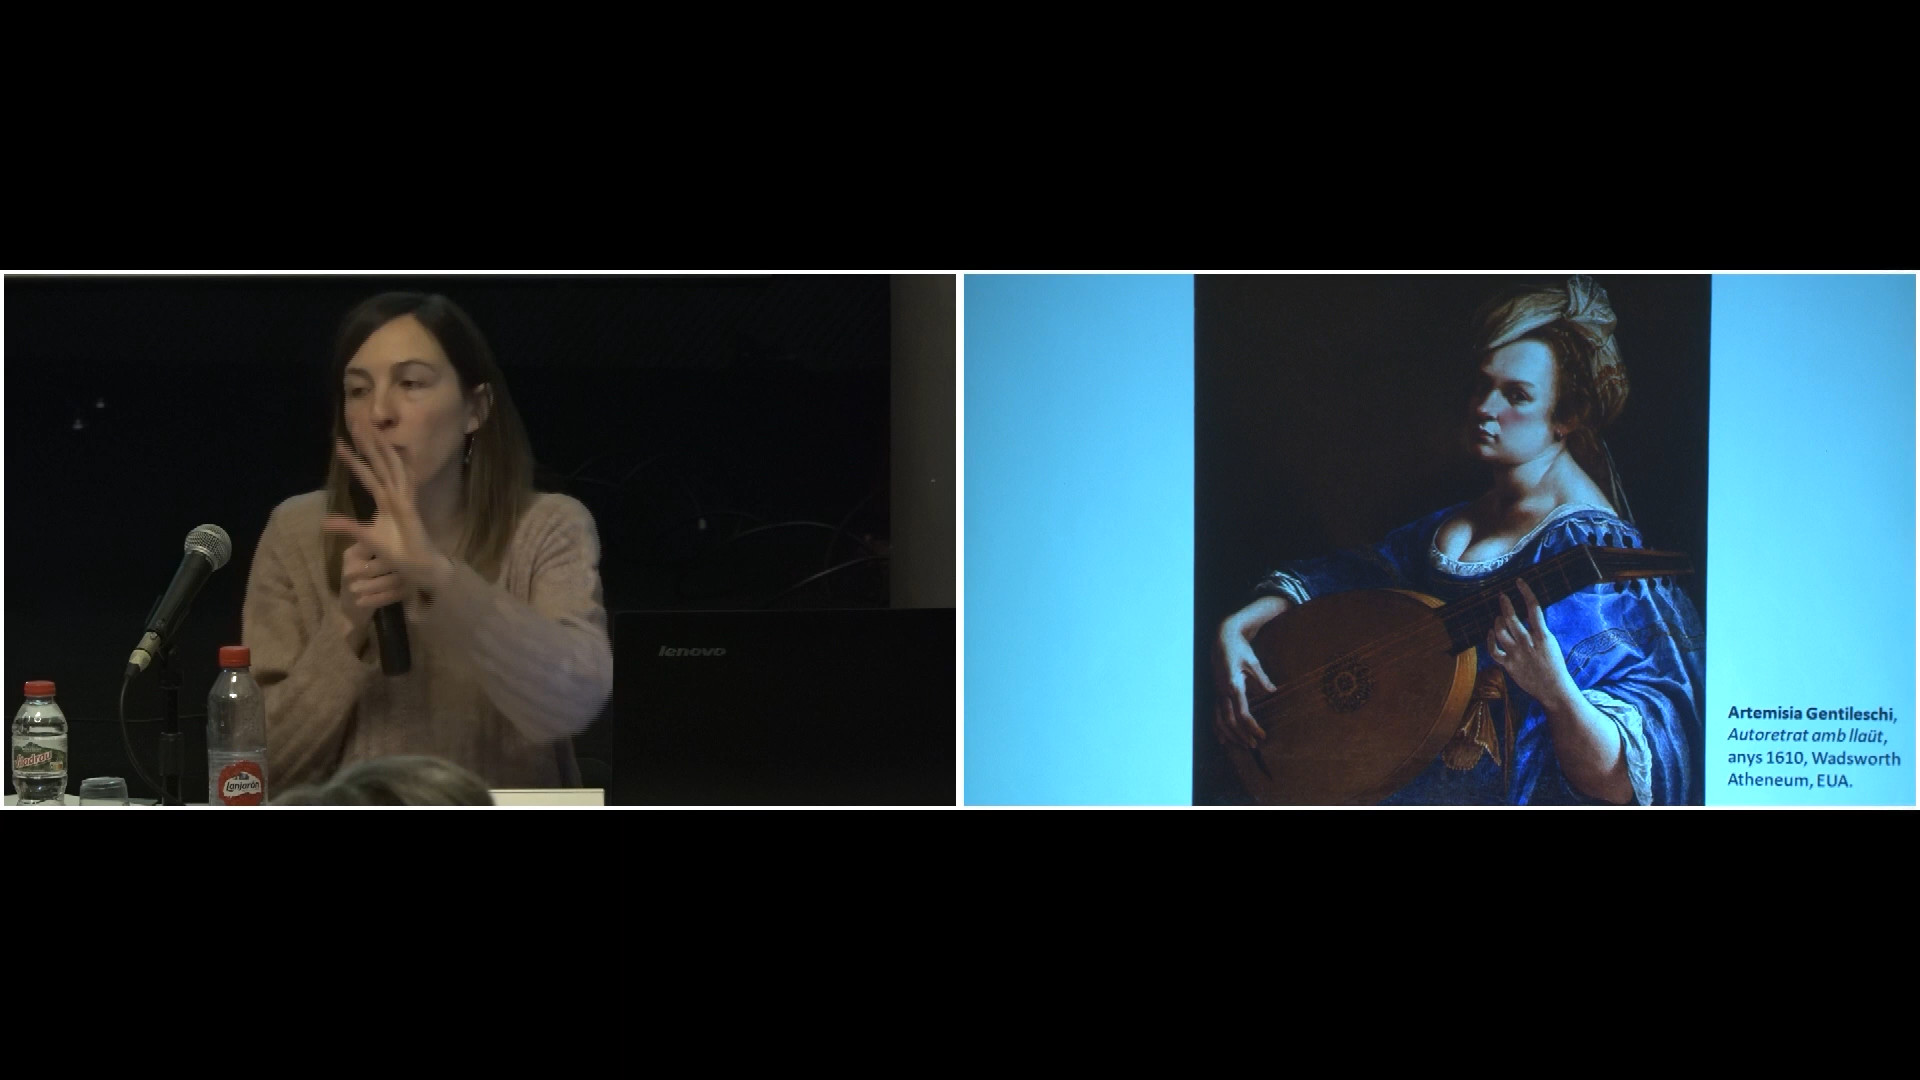 lenovo
Lanjarón
Artemisia Gentileschi,
Autoretrat amb llaüt,
anys 1610, Wadsworth
Atheneum, EUA.